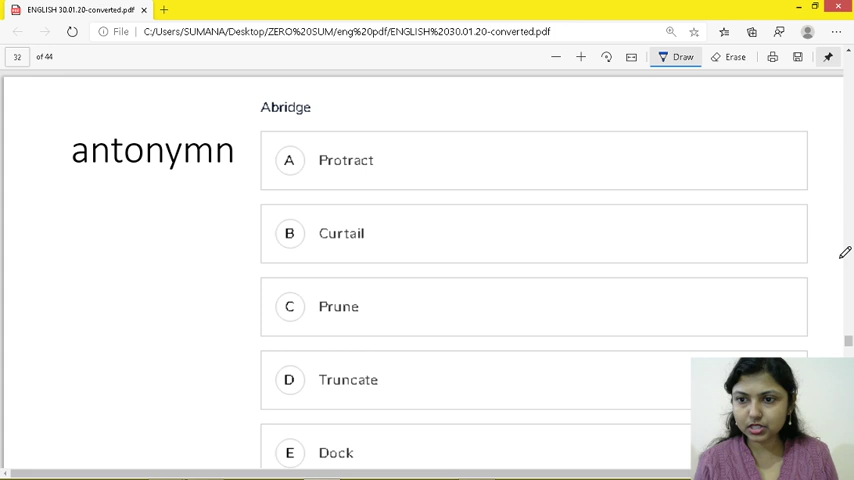 ENGLISH 30.01.20-converted.pdf
File
C:/Users/SUMANA/Desktop/ZERO%20SUM/eng%20pdf/ENGLISH%2030.01.20-converted.pdf
32 of 44
Draw
Erase
Abridge
antonymn
A Protract
B Curtail
C Prune
D Truncate
E Dock